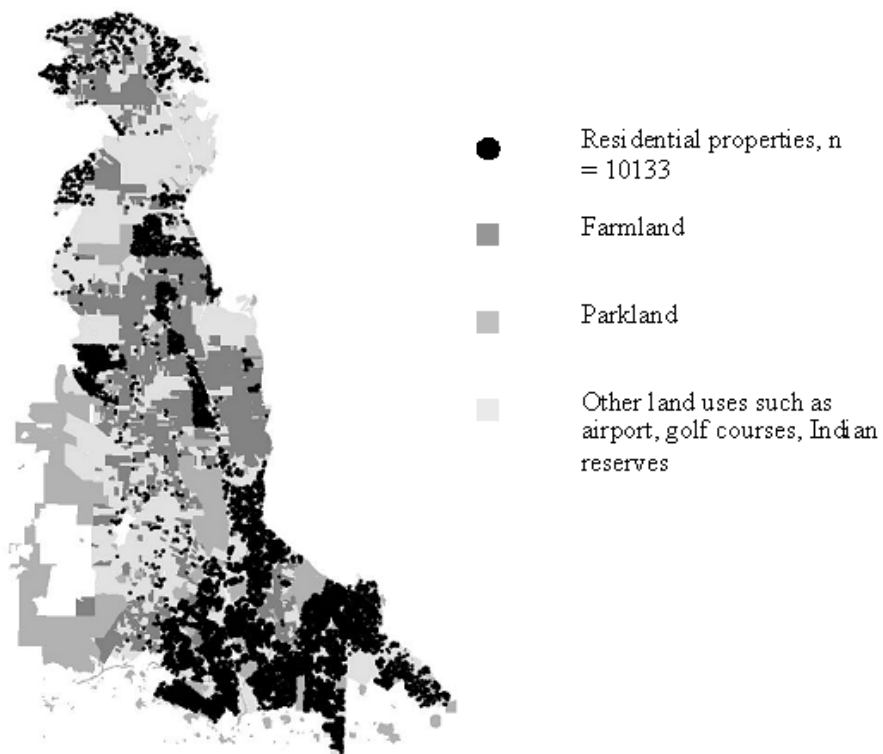 Residential properties, n
= 10133
Farmland
Parkland
Other land uses such as
airport, golf courses, Indian
reserves